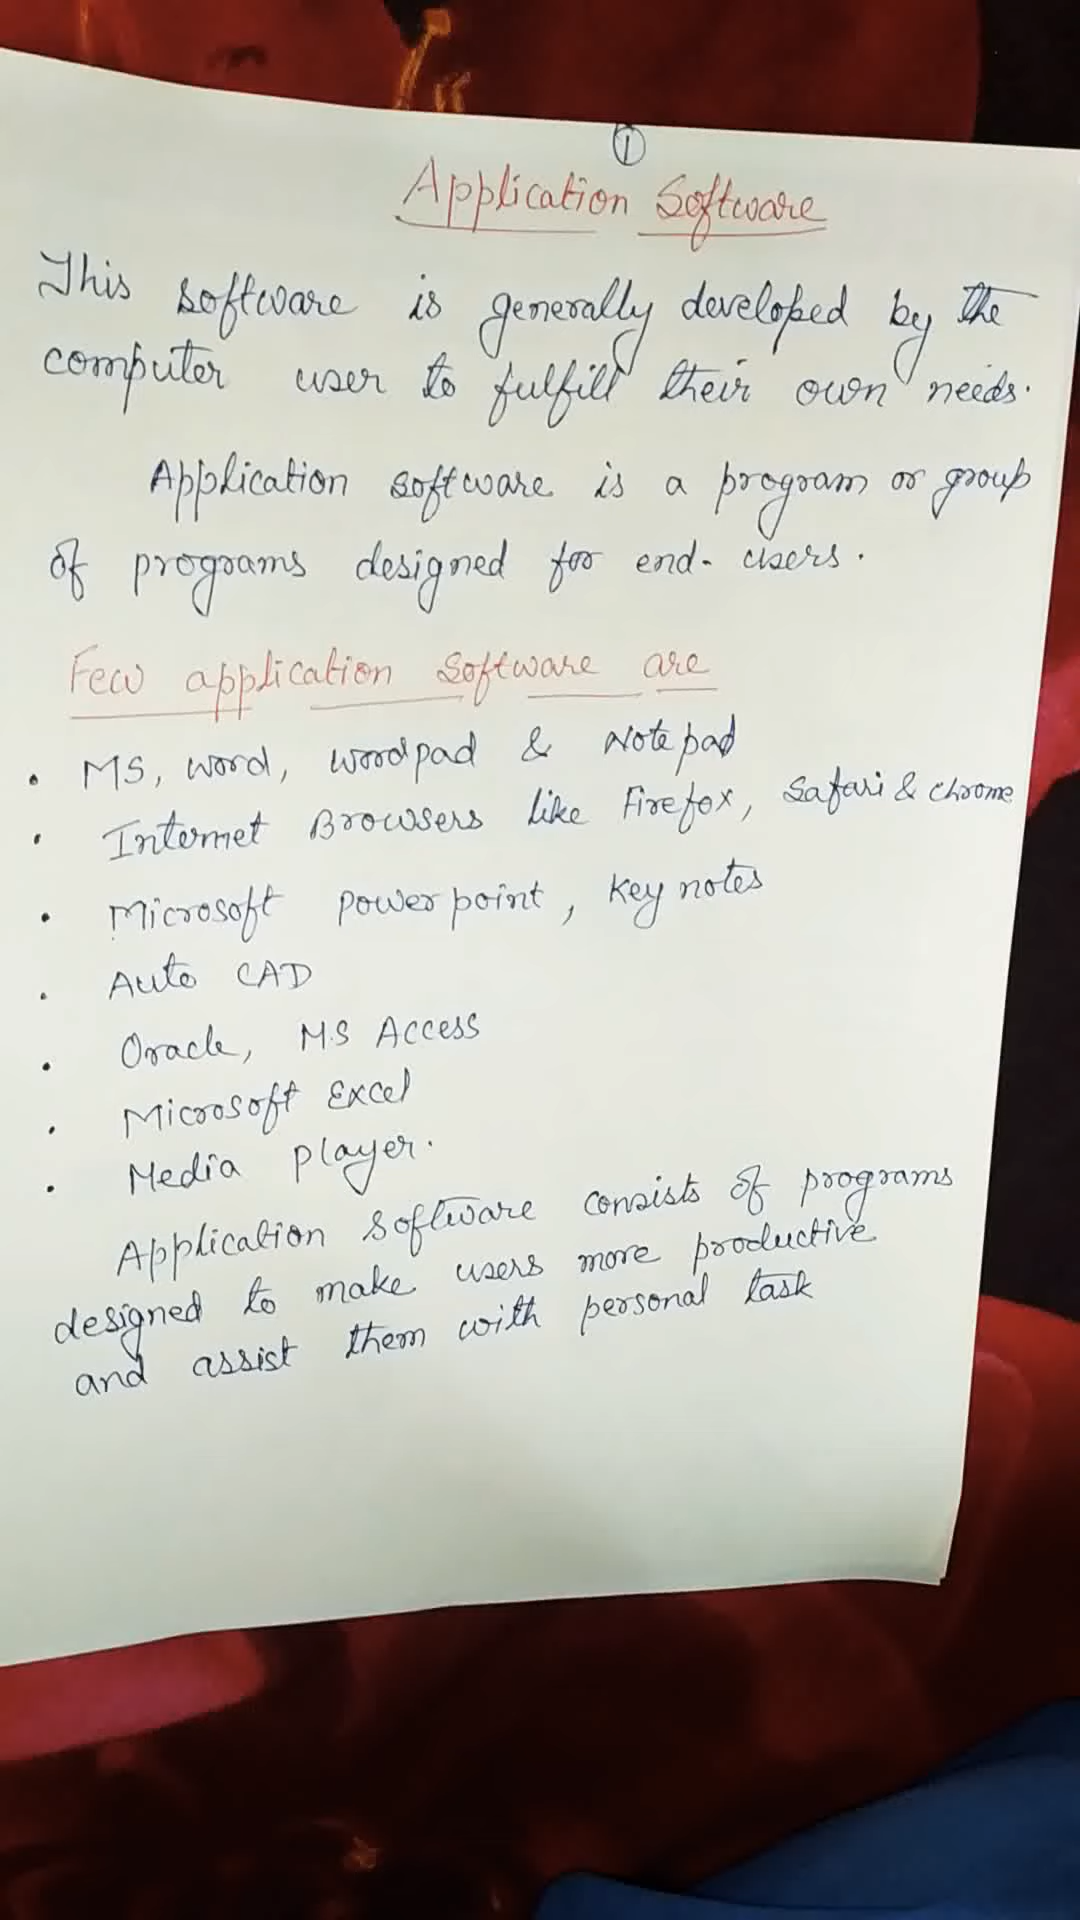 1
Application Software
This software is generally developed by the
computer user to fulfill their own needs.
Application software is a program or group
of programs designed for end-users.
Few application software are
• MS, word, wordpad & Notepad
• Internet Browsers like Firefox, Safari & chrome
• Microsoft powerpoint, key notes
• Auto CAD
• Oracle, M.S Access
• Microsoft Excel
• Media player.
Application software consists of programs
designed to make users more productive
and assist them with personal task